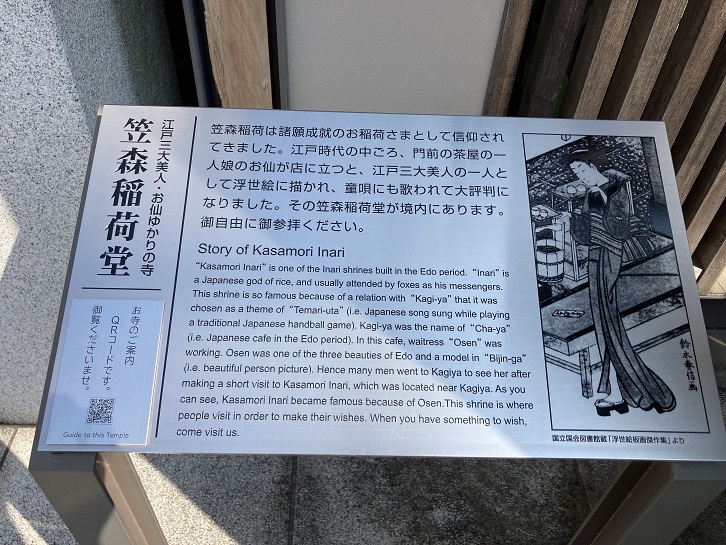 江戸三大美人・お仙ゆかりの寺
笠森稲荷堂
お寺のご案内
QRコードです。
御覧くださいませ。
Guide to this Temple
笠森稲荷は諸願成就のお稲荷さまとして信仰され
てきました。江戸時代の中ごろ、門前の茶屋の一
人娘のお仙が店に立つと、江戸三大美人の一人と
して浮世絵に描かれ、童唄にも歌われて大評判に
なりました。その笠森稲荷堂が境内にあります。
御自由に御参拝ください。
Story of Kasamori Inari
“Kasamori Inari” is one of the Inari shrines built in the Edo period. “Inari” is
a Japanese god of rice, and usually attended by foxes as his messengers.
This shrine is so famous because of a relation with “Kagi-ya” that it was
chosen as a theme of “Temari-uta” (i.e. Japanese song sung while playing
a traditional Japanese handball game). Kagi-ya was the name of “Cha-ya”
(i.e. Japanese cafe in the Edo period). In this cafe, waitress “Osen” was
working. Osen was one of the three beauties of Edo and a model in “Bijin-ga”
(i.e. beautiful person picture). Hence many men went to Kagiya to see her after
making a short visit to Kasamori Inari, which was located near Kagiya. As you
can see, Kasamori Inari became famous because of Osen.This shrine is where
people visit in order to make their wishes. When you have something to wish,
come visit us.
鈴木春信画
国立国会図書館蔵「浮世絵板画傑作集」より